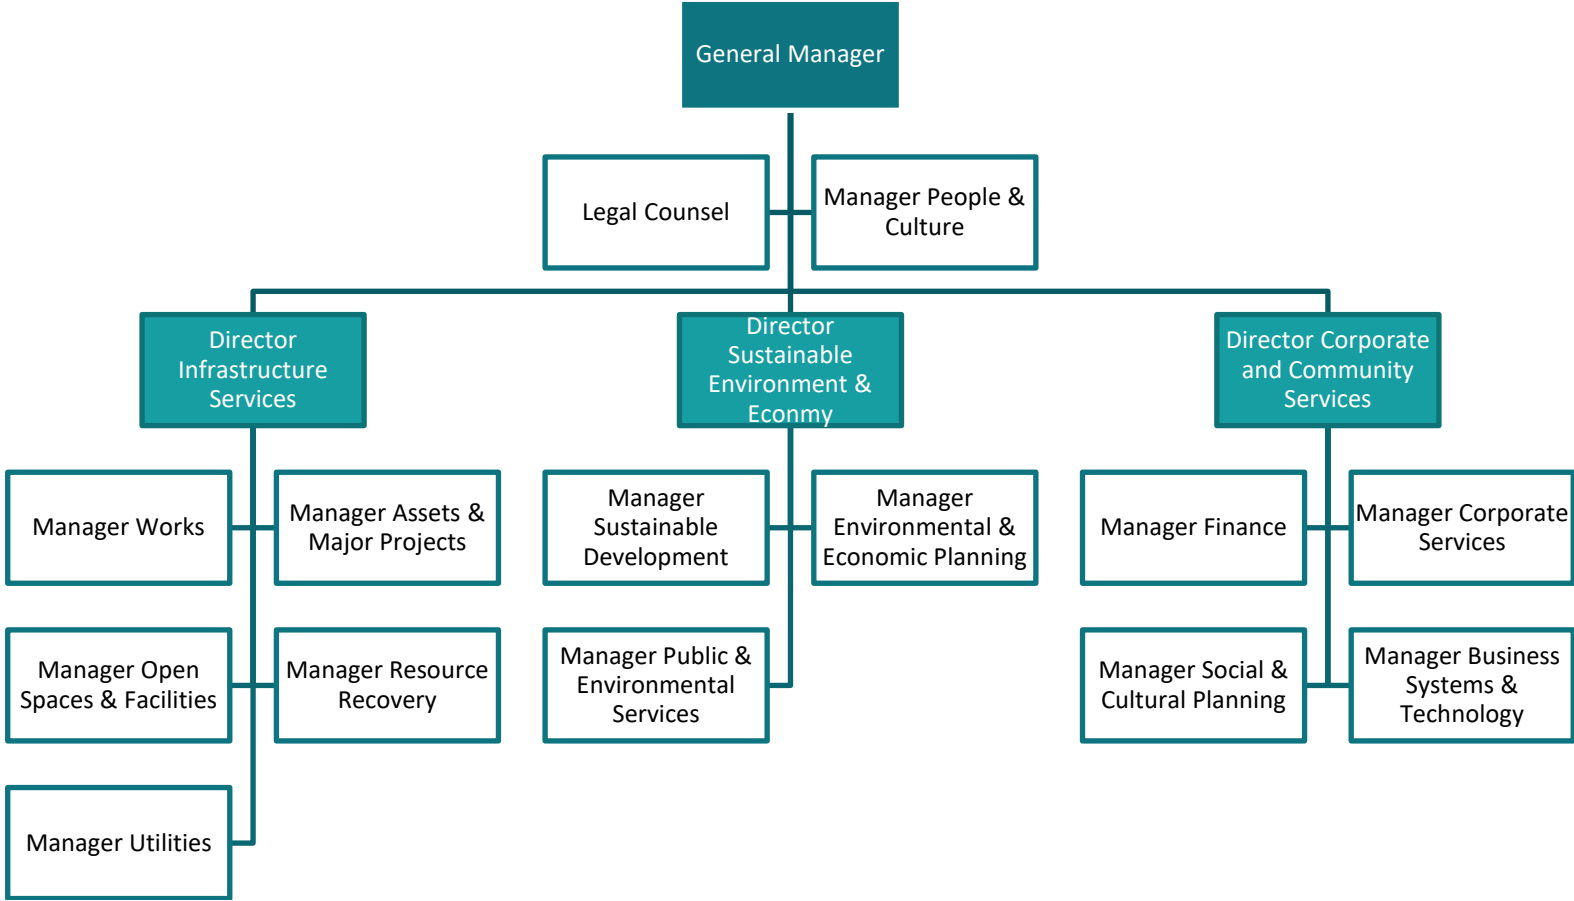 General Manager
Legal Counsel
Manager People &
Culture
Director
Infrastructure
Services
Director
Sustainable
Environment &
Econmy
Director Corporate
and Community
Services
Manager Works
Manager Assets &
Major Projects
Manager
Sustainable
Development
Manager
Environmental &
Economic Planning
Manager Finance
Manager Corporate
Services
Manager Open
Spaces & Facilities
Manager Resource
Recovery
Manager Public &
Environmental
Services
Manager Social &
Cultural Planning
Manager Business
Systems &
Technology
Manager Utilities